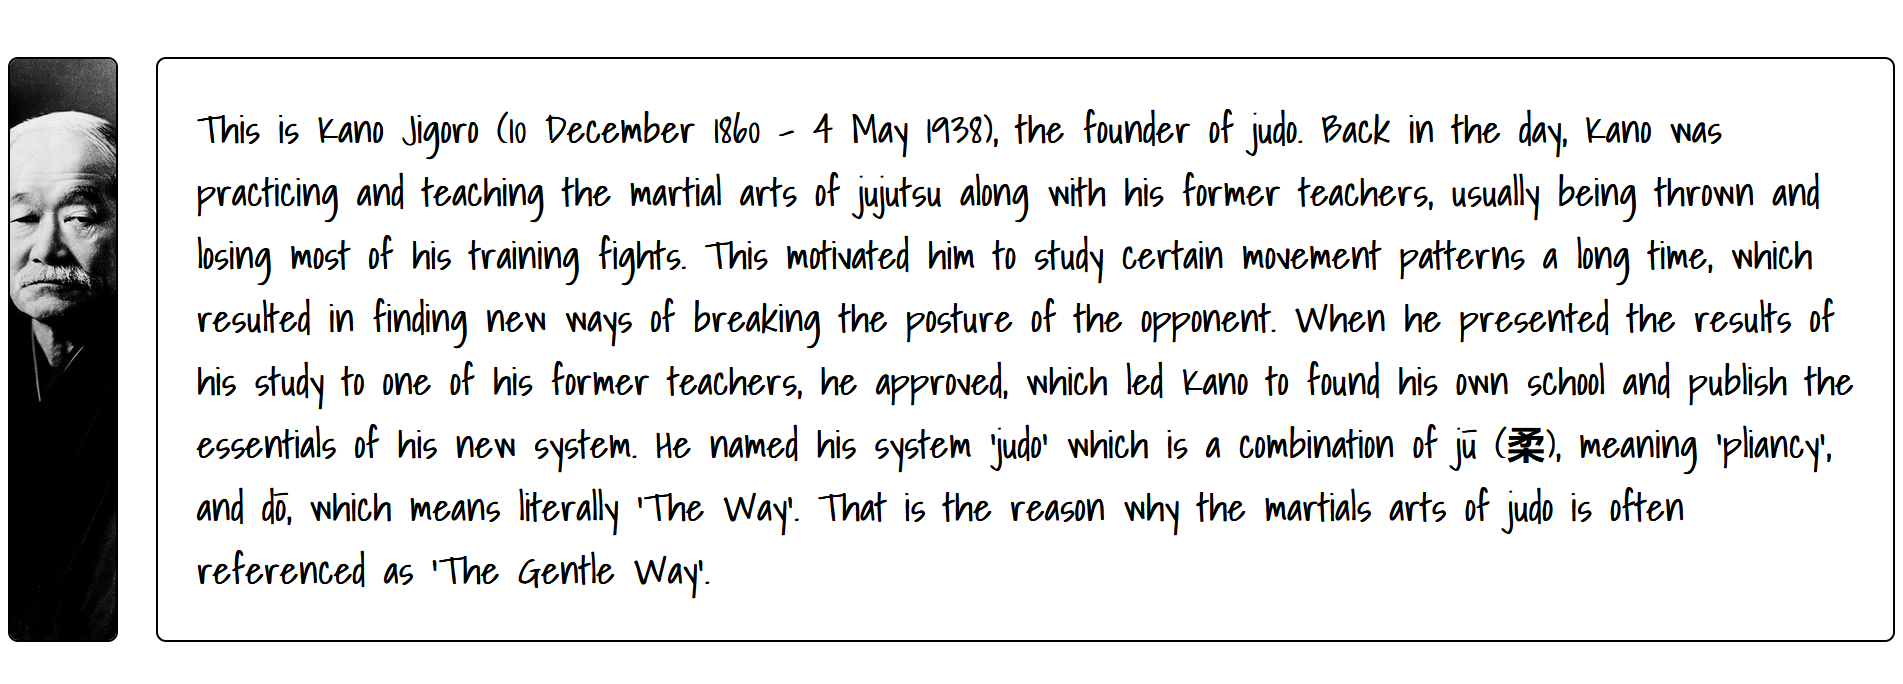 This is Kano Jigoro (10 December 1860 - 4 May 1938), the founder of judo. Back in the day, Kano was
practicing and teaching the martial arts of jujutsu along with his former teachers, usually being thrown and
losing most of his training fights. This motivated him to study certain movement patterns a long time, which
resulted in finding new ways of breaking the posture of the opponent. When he presented the results of
his study to one of his former teachers, he approved, which led Kano to found his own school and publish the
essentials of his new system. He named his system 'judo' which is a combination of jū (柔), meaning 'pliancy',
and dō, which means literally 'The Way'. That is the reason why the martials arts of judo is often
referenced as 'The Gentle Way'.